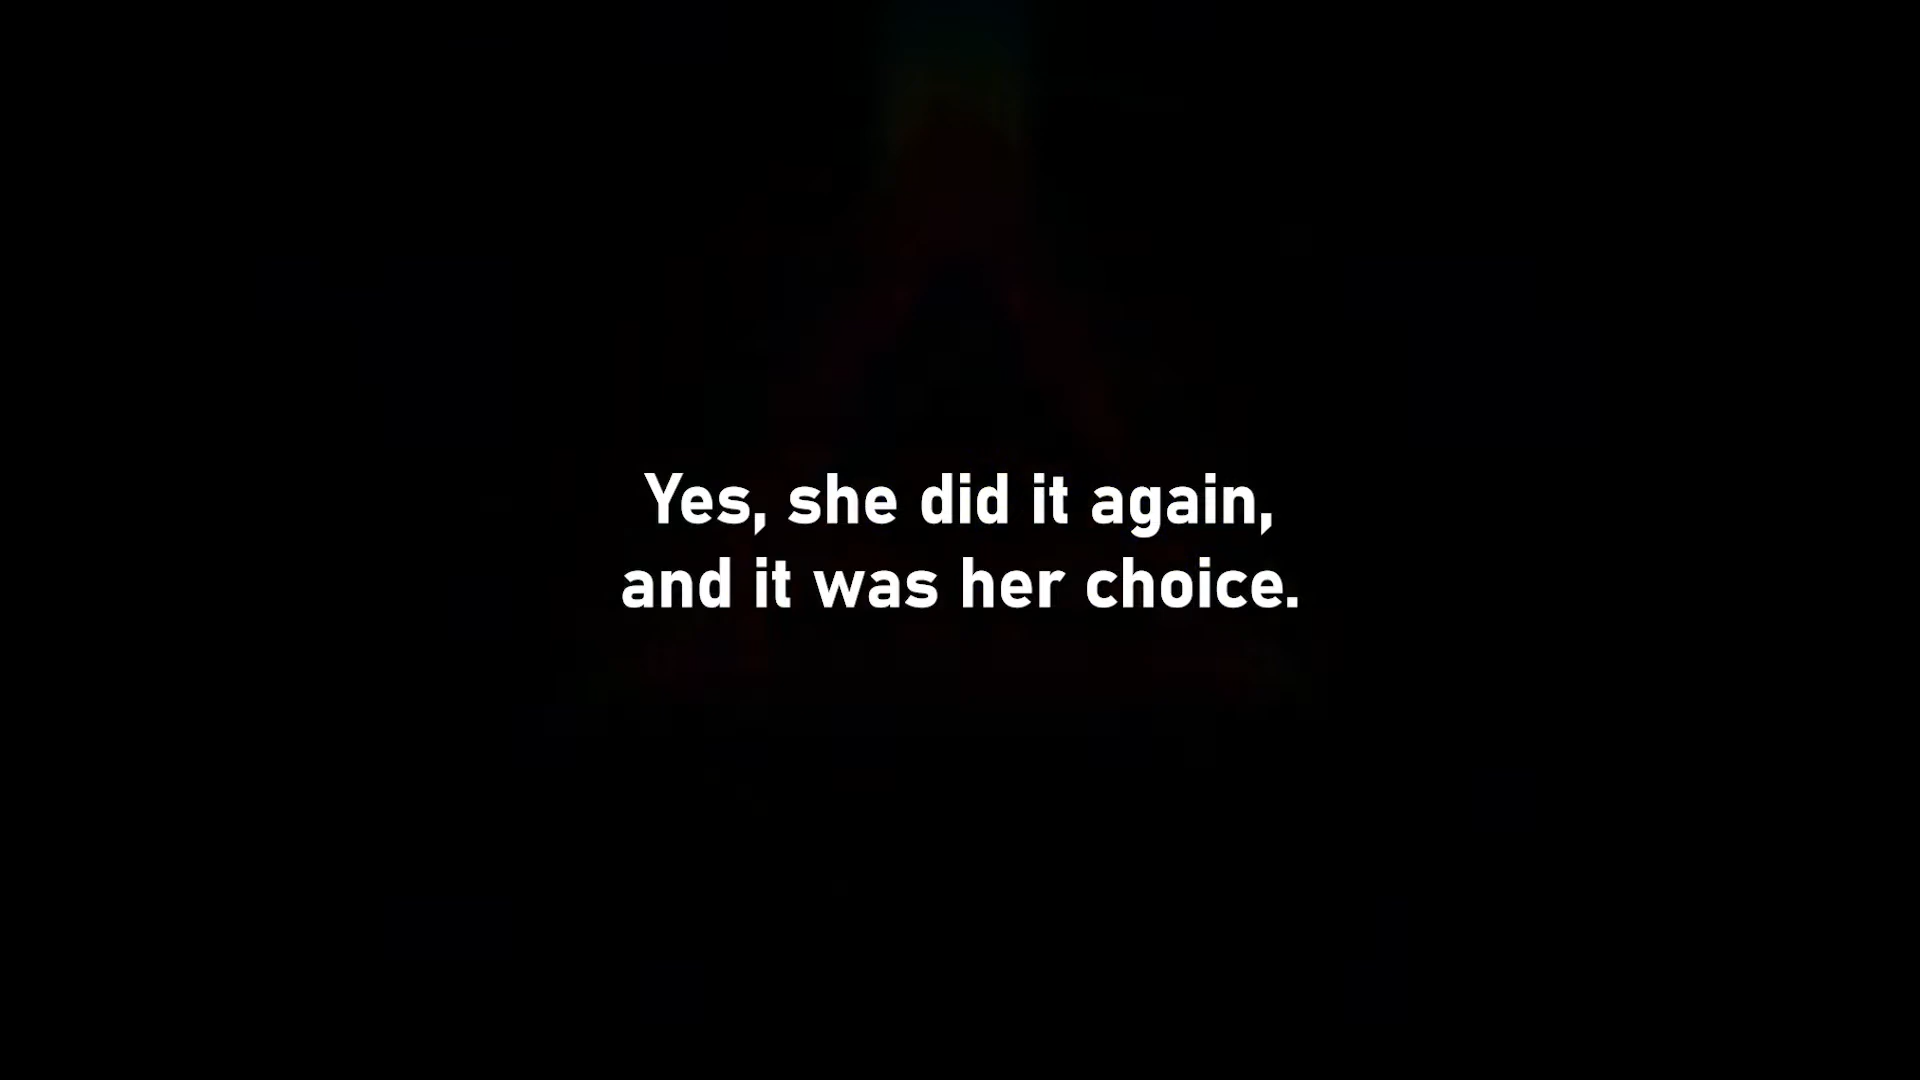 Yes, she did it again,
and it was her choice.